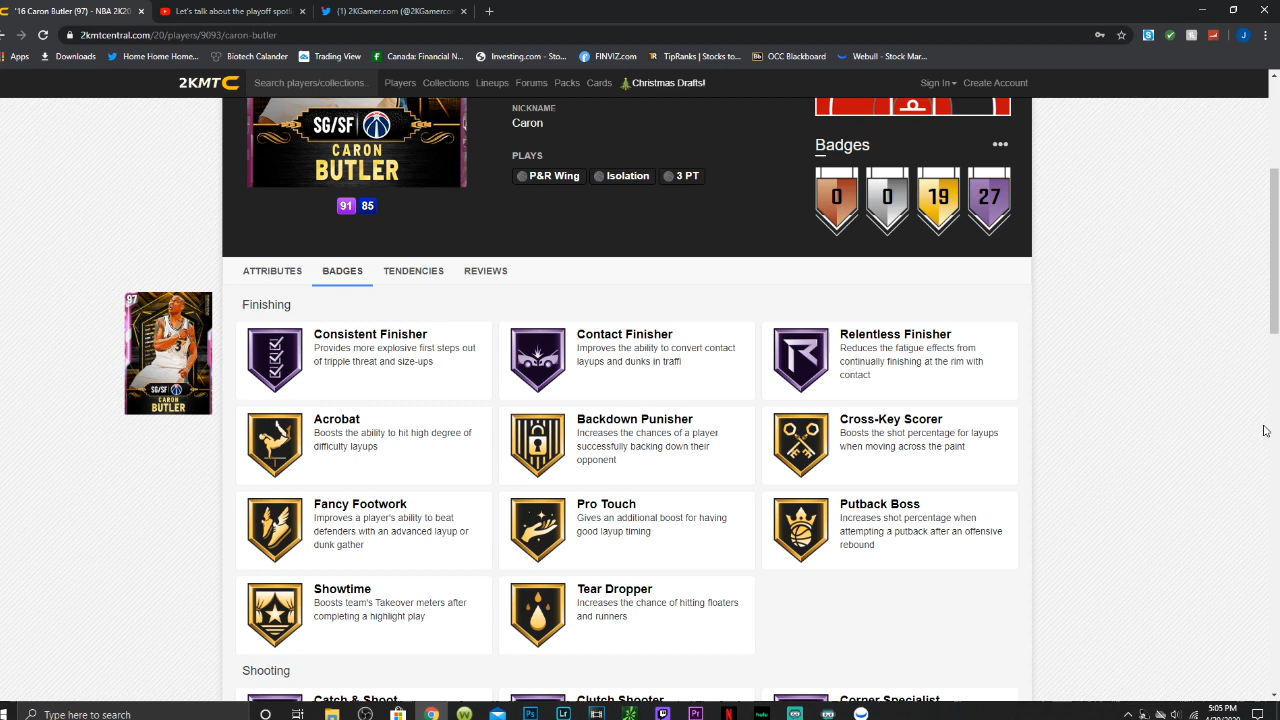 '16 Caron Butler (97) - NBA 2K20
Let's talk about the playoff spotli
(1) 2KGamer.com (@2KGamercom
2kmtcentral.com/20/players/9093/caron-butler
Apps
Downloads
Home Home Home...
Biotech Calander
Trading View
Canada: Financial N...
Investing.com - Sto...
FINVIZ.com
TipRanks | Stocks to...
OCC Blackboard
Webull - Stock Mar...
2KMTC
Search players/collections..
Players
Collections
Lineups
Forums
Packs
Cards
Christmas Drafts!
Sign In
Create Account
SG/SF
CARON
BUTLER
91 85
NICKNAME
Caron
PLAYS
P&R Wing
Isolation
3 PT
Badges
0 0 19 27
ATTRIBUTES
BADGES
TENDENCIES
REVIEWS
97
SG/SF
CARON
BUTLER
Finishing
Consistent Finisher
Provides more explosive first steps out
of tripple threat and size-ups
Contact Finisher
Improves the ability to convert contact
layups and dunks in traffi
Relentless Finisher
Reduces the fatigue effects from
continually finishing at the rim with
contact
Acrobat
Boosts the ability to hit high degree of
difficulty layups
Backdown Punisher
Increases the chances of a player
successfully backing down their
opponent
Cross-Key Scorer
Boosts the shot percentage for layups
when moving across the paint
Fancy Footwork
Improves a player's ability to beat
defenders with an advanced layup or
dunk gather
Pro Touch
Gives an additional boost for having
good layup timing
Putback Boss
Increases shot percentage when
attempting a putback after an offensive
rebound
Showtime
Boosts team's Takeover meters after
completing a highlight play
Tear Dropper
Increases the chance of hitting floaters
and runners
Shooting
Catch & Shoot
Clutch Shooter
Corner Specialist
Type here to search
5:05 PM
4/20/2020